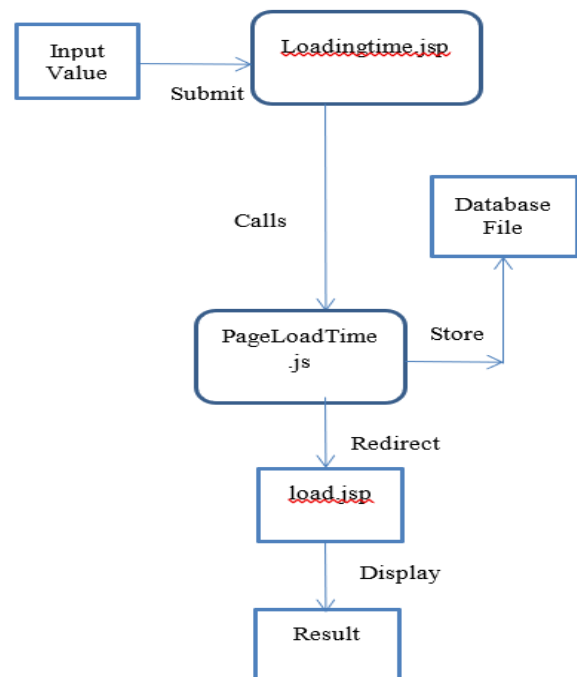 Input
Value
Submit
Loadingtime.jsp
Calls
Database
File
PageLoadTime
.js
Store
Redirect
load.jsp
Display
Result